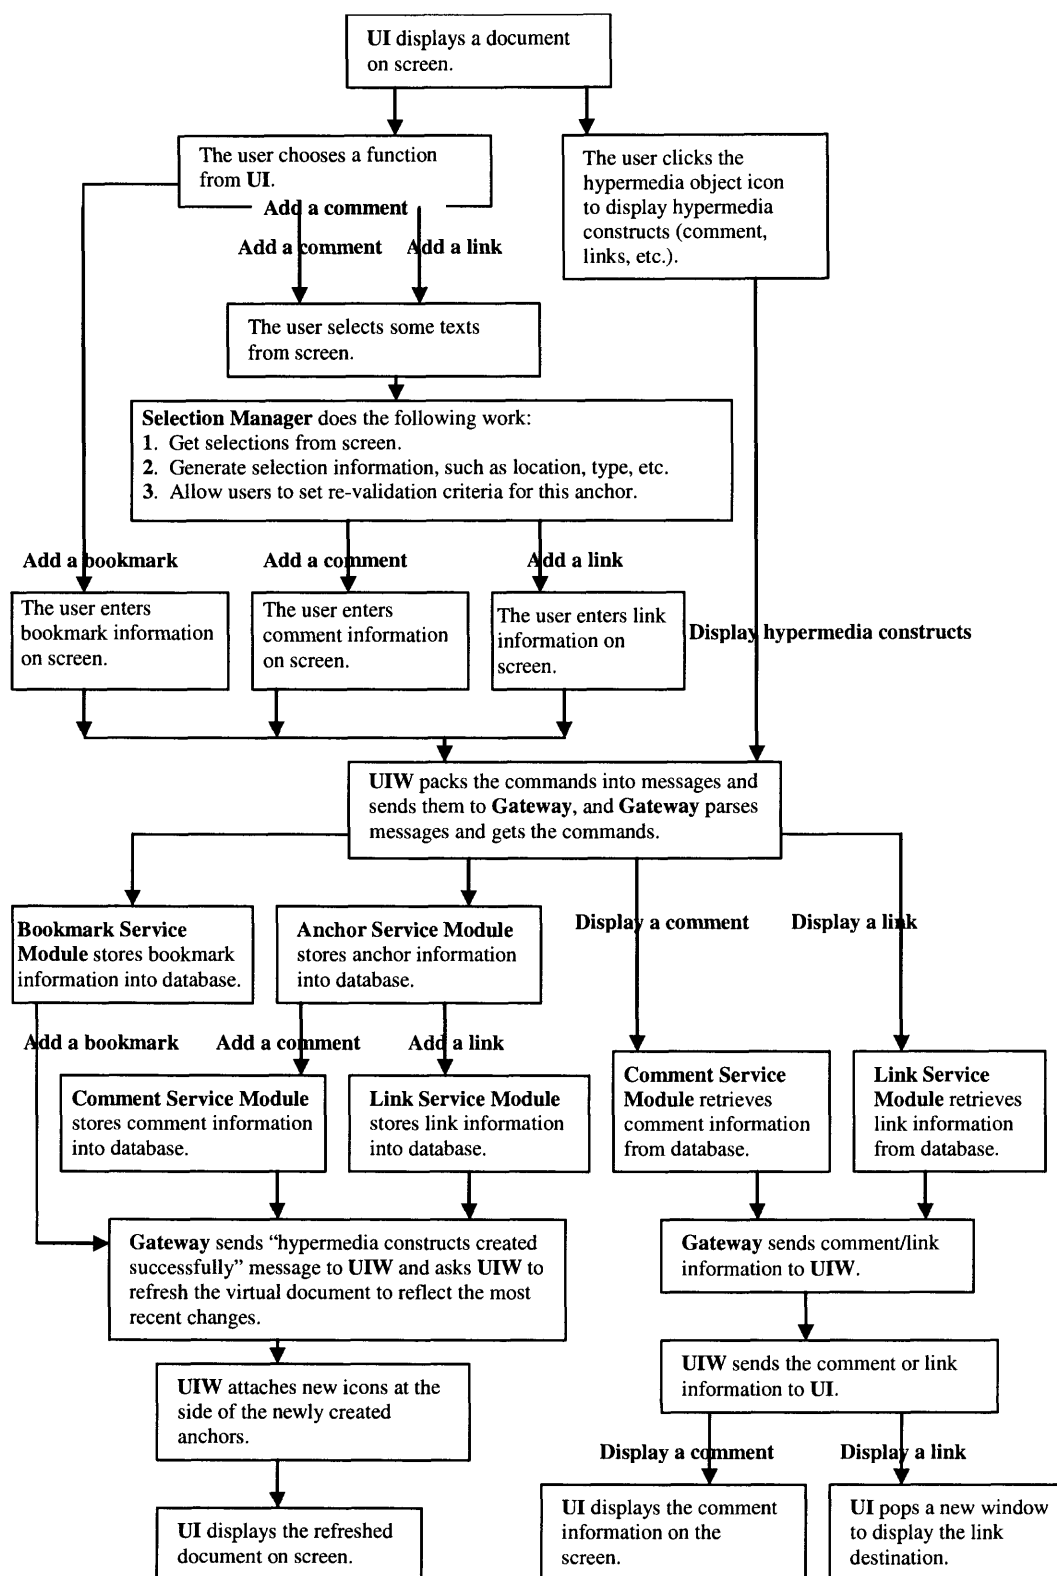 UI displays a document
on screen.
The user chooses a function
from UI.
The user clicks the
hypermedia object icon
to display hypermedia
constructs (comment,
links, etc.).
Add a comment
Add a comment
Add a link
The user selects some texts
from screen.
Selection Manager does the following work:
1. Get selections from screen.
2. Generate selection information, such as location, type, etc.
3. Allow users to set re-validation criteria for this anchor.
Add a bookmark
Add a comment
Add a link
The user enters
bookmark information
on screen.
The user enters
comment information
on screen.
The user enters link
information on
screen.
Display hypermedia constructs
UIW packs the commands into messages and
sends them to Gateway, and Gateway parses
messages and gets the commands.
Bookmark Service
Module stores bookmark
information into database.
Anchor Service Module
stores anchor information
into database.
Display a comment
Display a link
Add a bookmark
Add a comment
Add a link
Comment Service Module
stores comment information
into database.
Link Service Module
stores link information
into database.
Comment Service
Module retrieves
comment information
from database.
Link Service
Module retrieves
link information
from database.
Gateway sends “hypermedia constructs created
successfully” message to UIW and asks UIW to
refresh the virtual document to reflect the most
recent changes.
Gateway sends comment/link
information to UIW.
UIW attaches new icons at the
side of the newly created
anchors.
UIW sends the comment or link
information to UI.
Display a comment
Display a link
UI displays the refreshed
document on screen.
UI displays the comment
information on the
screen.
UI pops a new window
to display the link
destination.